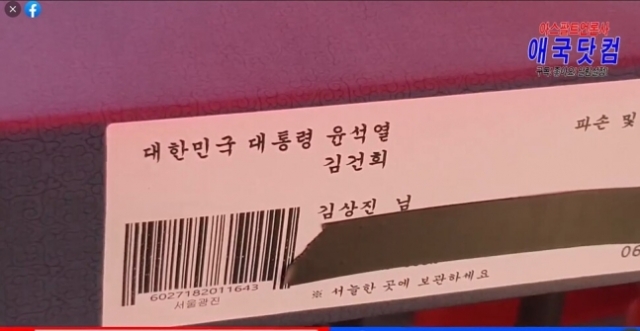 애국닷컴
대한민국 대통령 윤석열
김건희
파손 및
김상진 님
6027182011643
서울광진
06
※ 서늘한 곳에 보관하세요